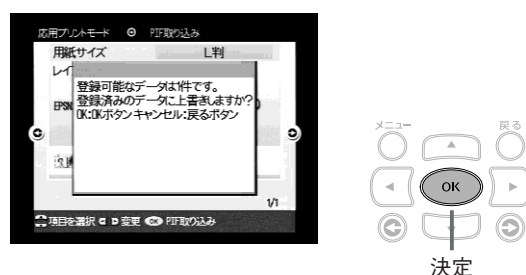 応用プリントモード PIF取り込み
用紙サイズ L判
レイ
登録可能なデータは1件です。
登録済みのデータに上書きしますか?
OK:OKボタン キャンセル:戻るボタン
EPSN
1/1
項目を選択 変更 OK PIF取り込み
メニュー 戻る
OK
決定